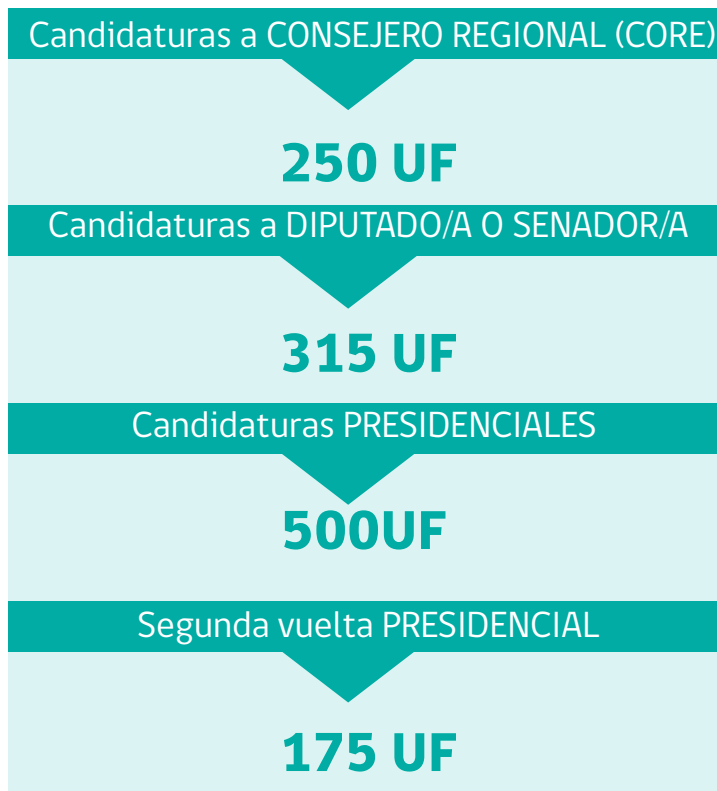 Candidaturas a CONSEJERO REGIONAL (CORE)
250 UF
Candidaturas a DIPUTADO/A O SENADOR/A
315 UF
Candidaturas PRESIDENCIALES
500UF
Segunda vuelta PRESIDENCIAL
175 UF